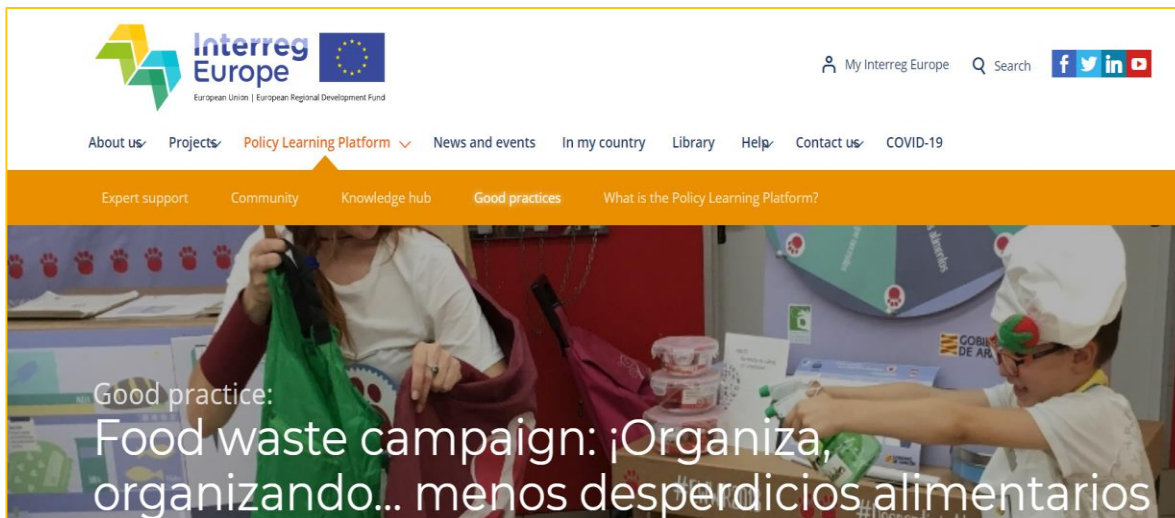 Interreg
Europe
European Union | European Regional Development Fund
My Interreg Europe
Search
About us
Projects
Policy Learning Platform
News and events
In my country
Library
Help
Contact us
COVID-19
Expert support
Community
Knowledge hub
Good practices
What is the Policy Learning Platform?
alimentos
Good practice:
Food waste campaign: ¡Organiza,
organizando... menos desperdicios alimentarios